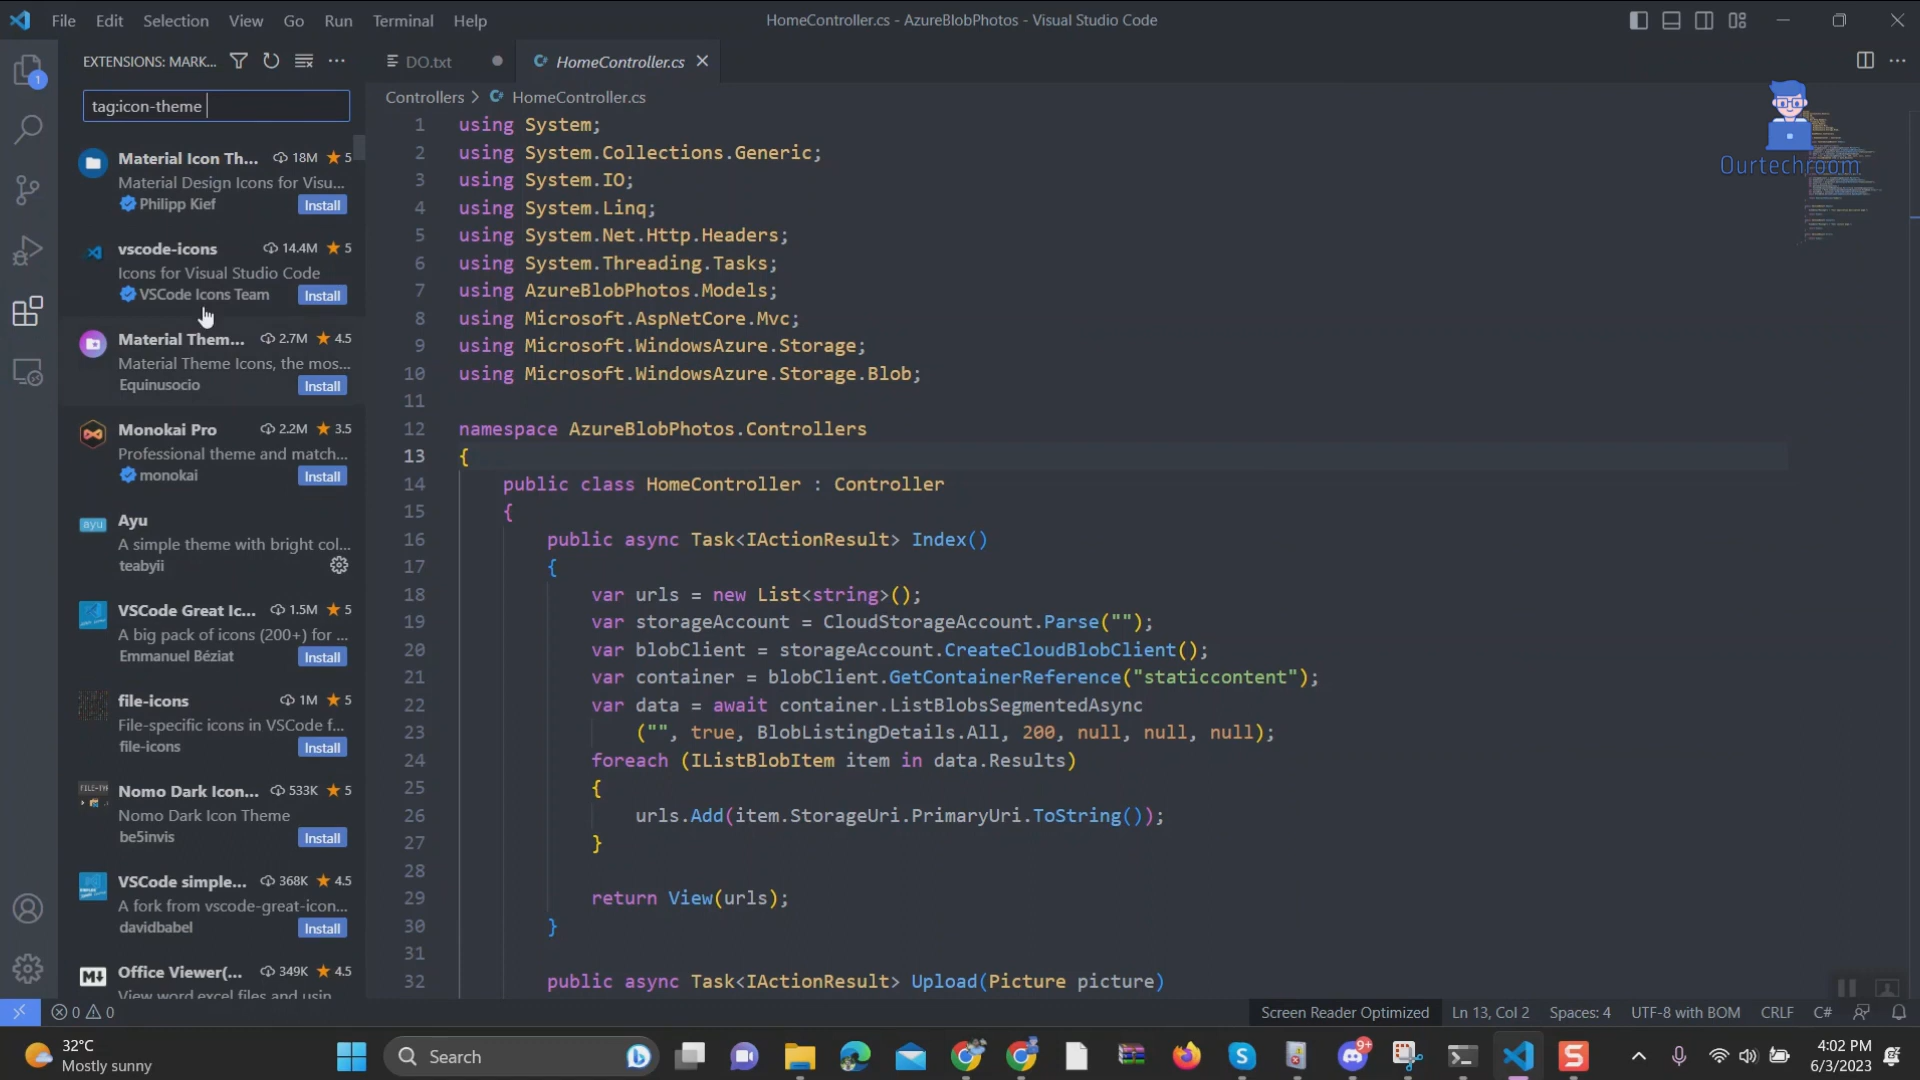 File Edit Selection View Go Run Terminal Help
HomeController.cs - AzureBlobPhotos - Visual Studio Code
EXTENSIONS: MARK...
DO.txt
HomeController.cs
1
tag:icon-theme
Controllers > HomeController.cs
Material Icon Th... 18M 5
Material Design Icons for Visu...
Philipp Kief Install
vscode-icons 14.4M 5
Icons for Visual Studio Code
VSCode Icons Team Install
Material Them... 2.7M 4.5
Material Theme Icons, the mos...
Equinusocio Install
Monokai Pro 2.2M 3.5
Professional theme and match...
monokai Install
ayu
Ayu
A simple theme with bright col...
teabyii
VSCode Great Ic... 1.5M 5
A big pack of icons (200+) for ...
Emmanuel Béziat Install
file-icons 1M 5
File-specific icons in VSCode f...
file-icons Install
Nomo Dark Icon... 533K 5
Nomo Dark Icon Theme
be5invis Install
VSCode simple... 368K 4.5
A fork from vscode-great-icon...
davidbabel Install
M↓
Office Viewer(... 349K 4.5
View word excel files and usin
1 using System;
2 using System.Collections.Generic;
3 using System.IO;
4 using System.Linq;
5 using System.Net.Http.Headers;
6 using System.Threading.Tasks;
7 using AzureBlobPhotos.Models;
8 using Microsoft.AspNetCore.Mvc;
9 using Microsoft.WindowsAzure.Storage;
10 using Microsoft.WindowsAzure.Storage.Blob;
11
12 namespace AzureBlobPhotos.Controllers
13 {
14 public class HomeController : Controller
15 {
16 public async Task<IActionResult> Index()
17 {
18 var urls = new List<string>();
19 var storageAccount = CloudStorageAccount.Parse("");
20 var blobClient = storageAccount.CreateCloudBlobClient();
21 var container = blobClient.GetContainerReference("staticcontent");
22 var data = await container.ListBlobsSegmentedAsync
23 ("", true, BlobListingDetails.All, 200, null, null, null);
24 foreach (IListBlobItem item in data.Results)
25 {
26 urls.Add(item.StorageUri.PrimaryUri.ToString());
27 }
28
29 return View(urls);
30 }
31
32 public async Task<IActionResult> Upload(Picture picture)
Ourtechroom
0 0
Screen Reader Optimized Ln 13, Col 2 Spaces: 4 UTF-8 with BOM CRLF C#
32°C
Mostly sunny
Search
9+
4:02 PM
6/3/2023